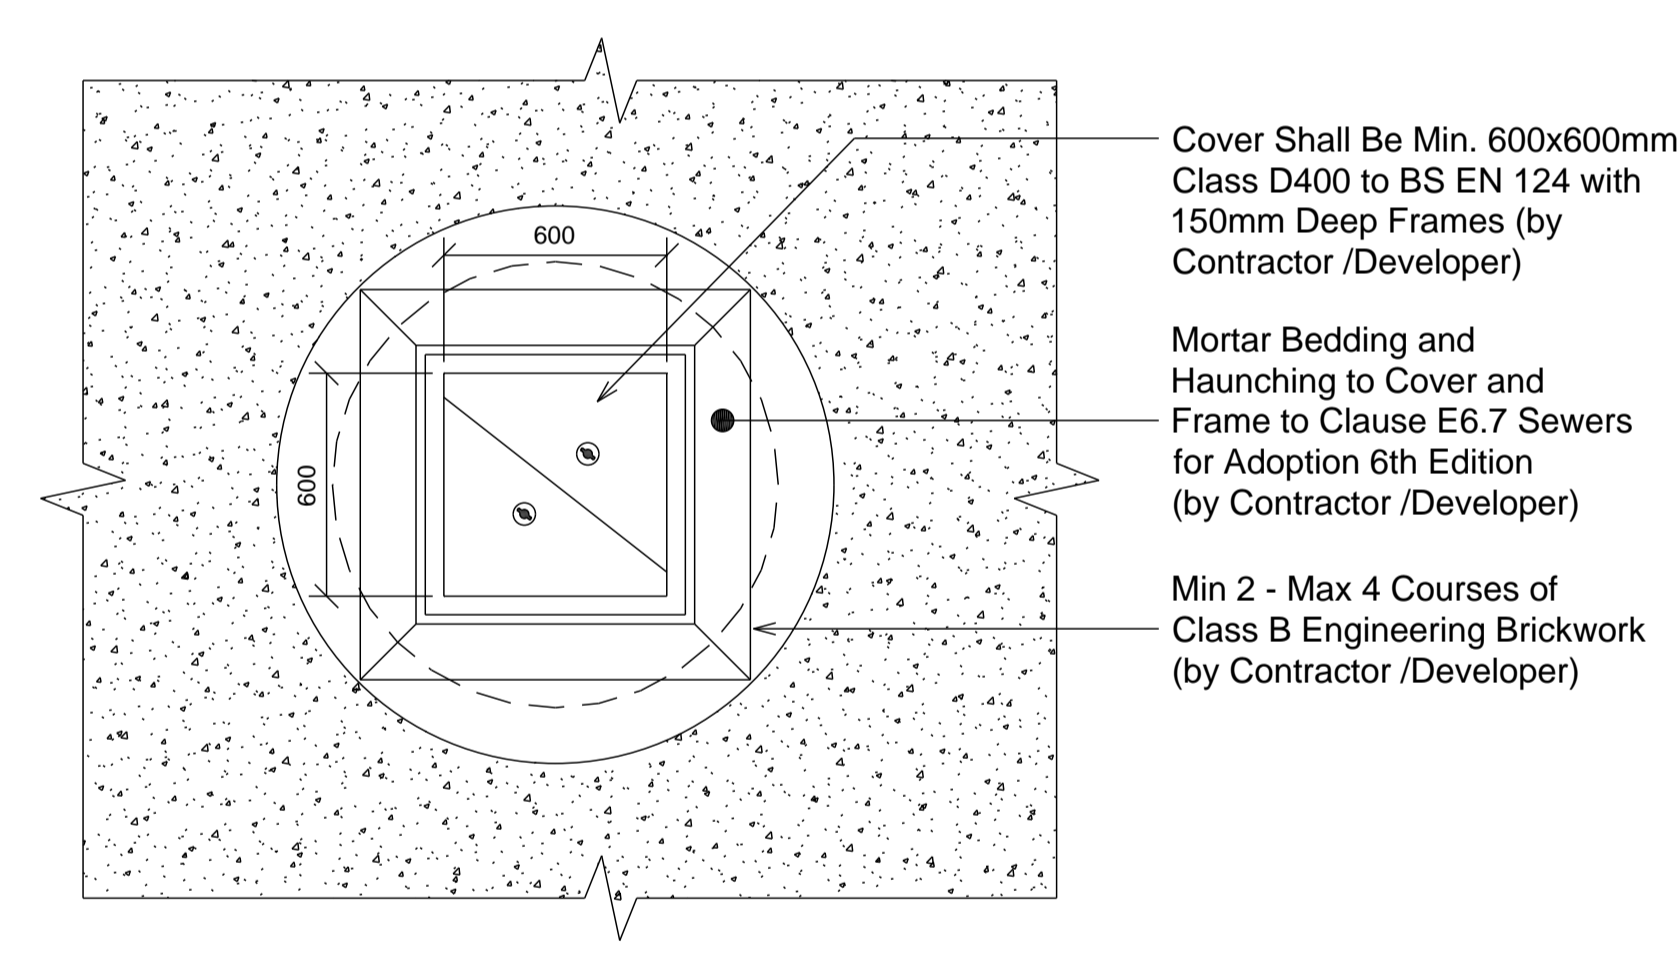 600
600
Cover Shall Be Min. 600x600mm
Class D400 to BS EN 124 with
150mm Deep Frames (by
Contractor /Developer)
Mortar Bedding and
Haunching to Cover and
Frame to Clause E6.7 Sewers
for Adoption 6th Edition
(by Contractor /Developer)
Min 2 - Max 4 Courses of
Class B Engineering Brickwork
(by Contractor /Developer)